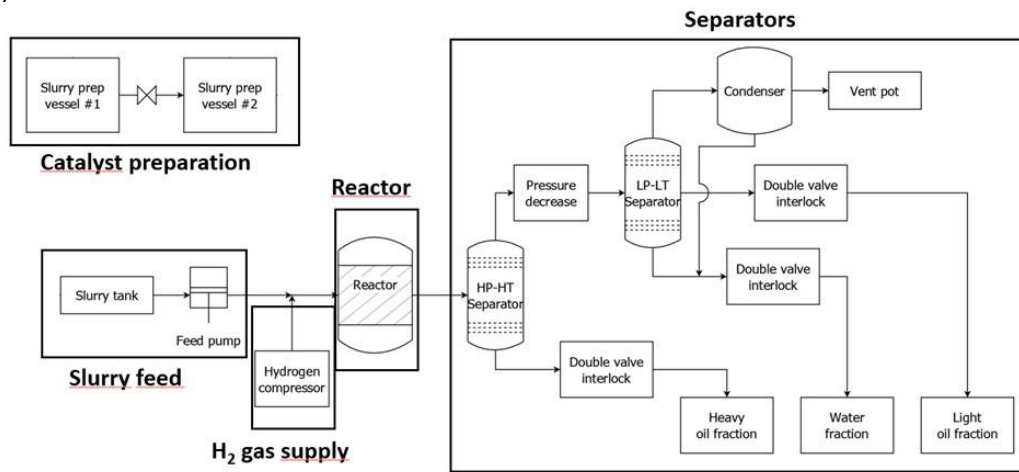 Separators
Slurry prep
vessel #1
Slurry prep
vessel #2
Catalyst preparation
Condenser
Vent pot
Reactor
Pressure
decrease
LP-LT
Separator
Double valve
interlock
Slurry tank
Feed pump
Slurry feed
Reactor
HP-HT
Separator
Double valve
interlock
Hydrogen
compressor
H₂ gas supply
Double valve
interlock
Heavy
oil fraction
Water
fraction
Light
oil fraction